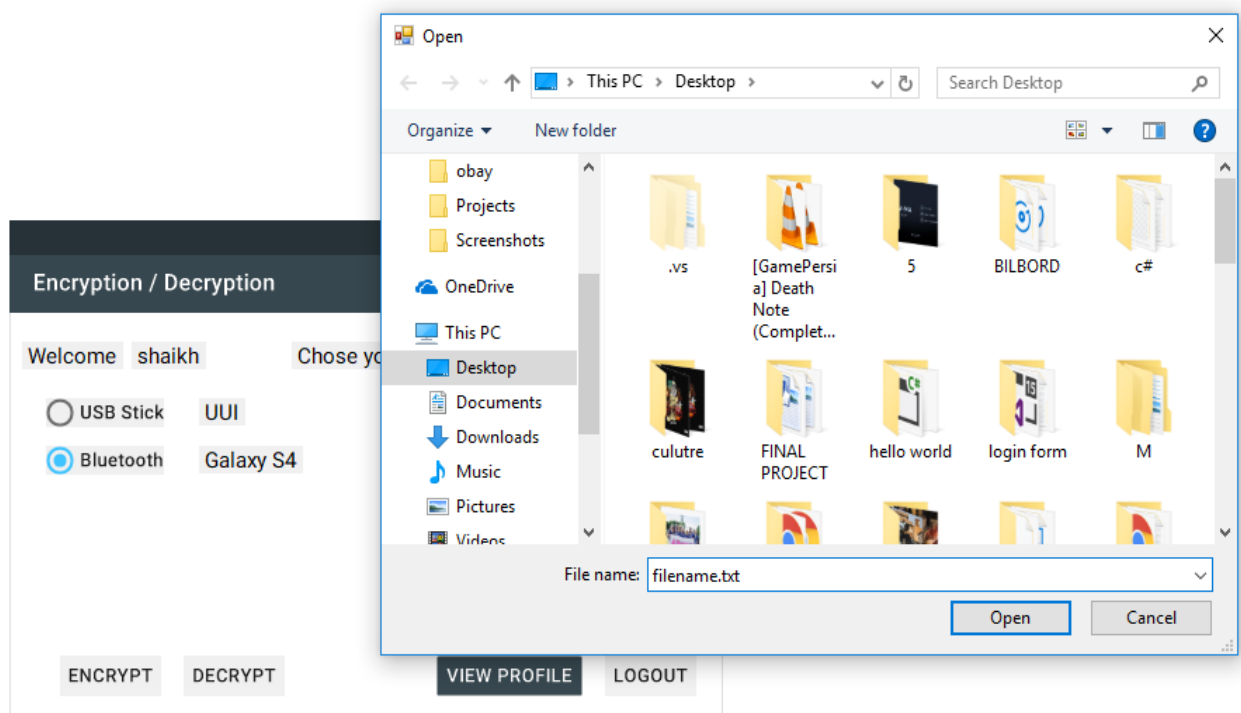 Open
This PC > Desktop >
Search Desktop
Organize
New folder
obay
Projects
Screenshots
OneDrive
This PC
Desktop
Documents
Downloads
Music
Pictures
Videos
.vs
[GamePersi
a] Death
Note
(Complet...
5
BILBORD
c#
culutre
FINAL
PROJECT
hello world
login form
M
File name: filename.txt
Open
Cancel
Encryption / Decryption
Welcome shaikh
Chose yo
USB Stick
UUI
Bluetooth
Galaxy S4
ENCRYPT
DECRYPT
VIEW PROFILE
LOGOUT